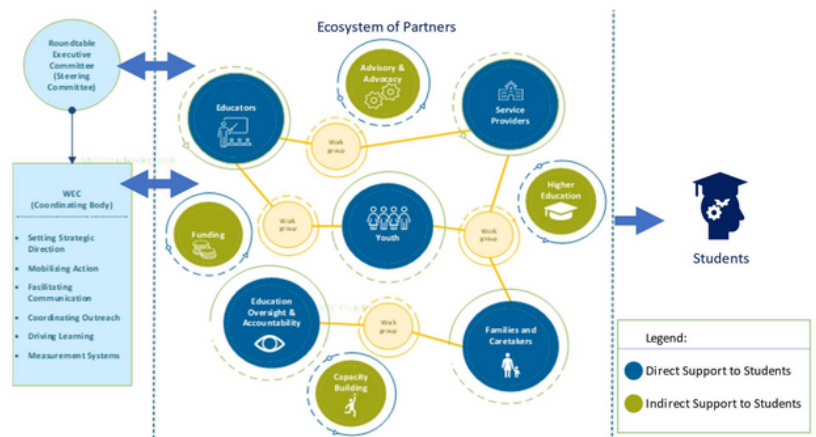 Ecosystem of Partners
Roundtable
Executive
Committee
(Steering
Committee)
WEC
(Coordinating Body)
• Setting Strategic
Direction
• Mobilizing Action
• Facilitating
Communication
• Coordinating Outreach
• Driving Learning
• Measurement Systems
Educators
Advisory &
Advocacy
Service
Providers
Work
group
Higher
Education
Funding
Work
group
Youth
Work
group
Education
Oversight &
Accountability
Work
group
Families and
Caretakers
Capacity
Building
Students
Legend:
Direct Support to Students
Indirect Support to Students